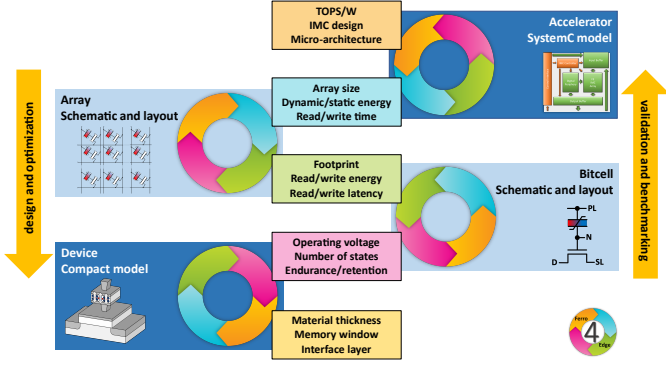 TOPS/W
IMC design
Micro-architecture
Accelerator
SystemC model
Array
Schematic and layout
Array size
Dynamic/static energy
Read/write time
design and optimization
validation and benchmarking
Footprint
Read/write energy
Read/write latency
Bitcell
Schematic and layout
PL
N
D
SL
Device
Compact model
Operating voltage
Number of states
Endurance/retention
Material thickness
Memory window
Interface layer
Ferro
4
Edge